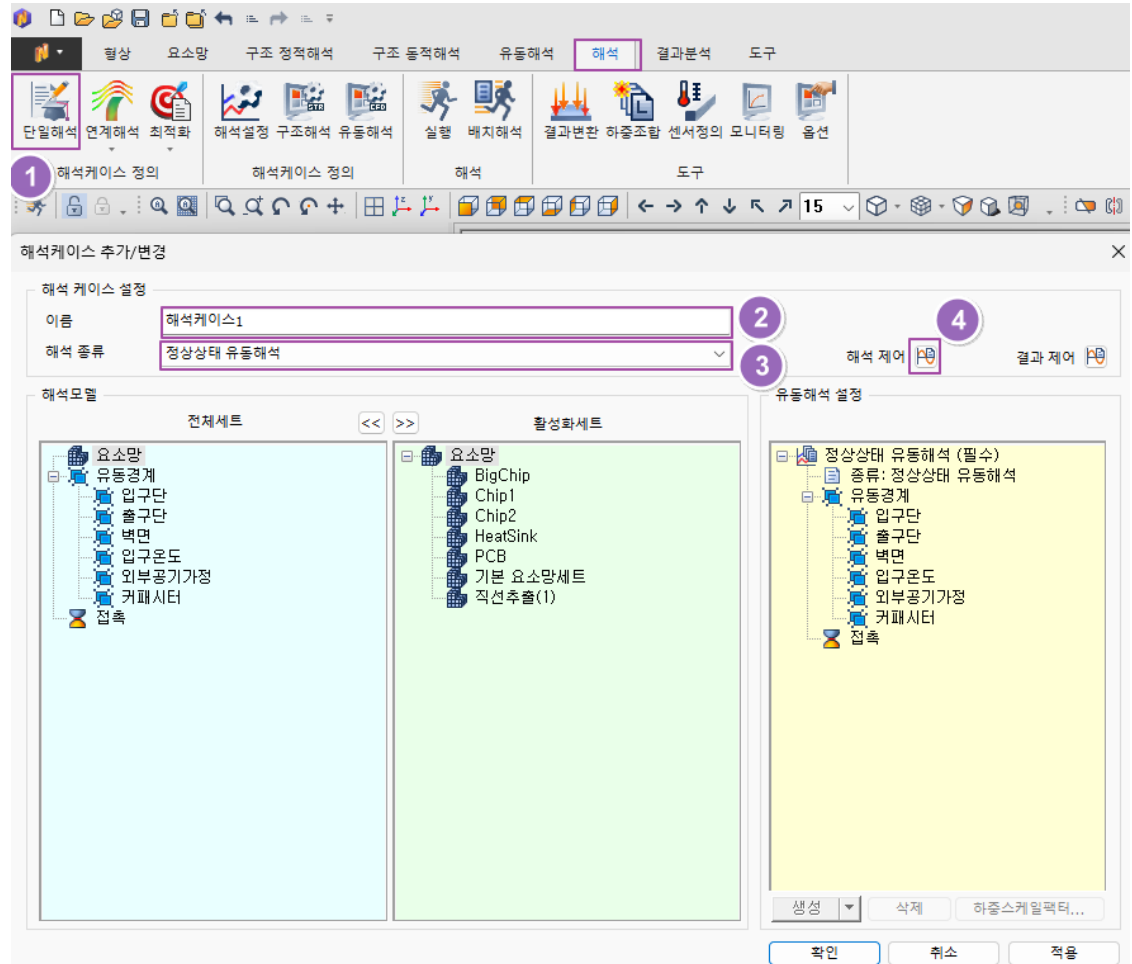 형상 요소망 구조 정적해석 구조 동적해석 유동해석 해석 결과분석 도구
단일해석 연계해석 최적화 해석설정 구조해석 유동해석 실행 배치해석 결과변환 하중조합 센서정의 모니터링 옵션
1 해석케이스 정의 해석케이스 정의 해석 도구
15
해석케이스 추가/변경
해석 케이스 설정
이름 해석케이스1 2 4
해석 종류 정상상태 유동해석 3 해석 제어 결과 제어
해석모델 유동해석 설정
전체세트 << >> 활성화세트
요소망 요소망 정상상태 유동해석 (필수)
유동경계 BigChip 종류: 정상상태 유동해석
입구단 Chip1 유동경계
출구단 Chip2 입구단
벽면 HeatSink 출구단
입구온도 PCB 벽면
외부공기가정 기본 요소망세트 입구온도
커패시터 직선추출(1) 외부공기가정
접촉 커패시터
접촉
생성 삭제 하중스케일팩터...
확인 취소 적용